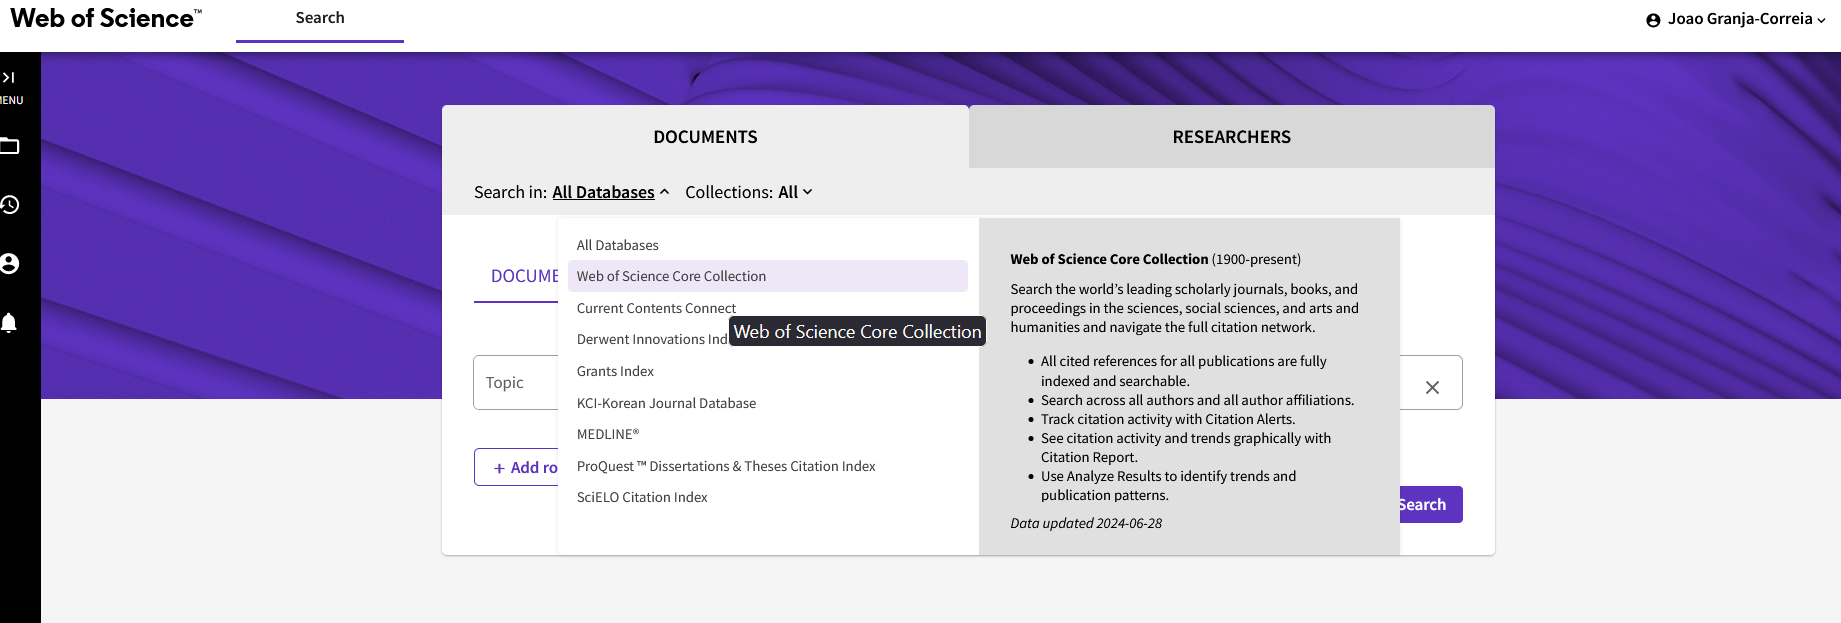 Web of Science™
Search
Joao Granja-Correia
MENU
DOCUMENTS
RESEARCHERS
Search in: All Databases
Collections: All
All Databases
Web of Science Core Collection
Current Contents Connect
Derwent Innovations Ind
Grants Index
KCI-Korean Journal Database
MEDLINE®
ProQuest ™ Dissertations & Theses Citation Index
SciELO Citation Index
Web of Science Core Collection
Web of Science Core Collection (1900-present)
Search the world's leading scholarly journals, books, and
proceedings in the sciences, social sciences, and arts and
humanities and navigate the full citation network.
• All cited references for all publications are fully
indexed and searchable.
• Search across all authors and all author affiliations.
• Track citation activity with Citation Alerts.
• See citation activity and trends graphically with
Citation Report.
• Use Analyze Results to identify trends and
publication patterns.
Data updated 2024-06-28
DOCUME
Topic
+ Add ro
Search